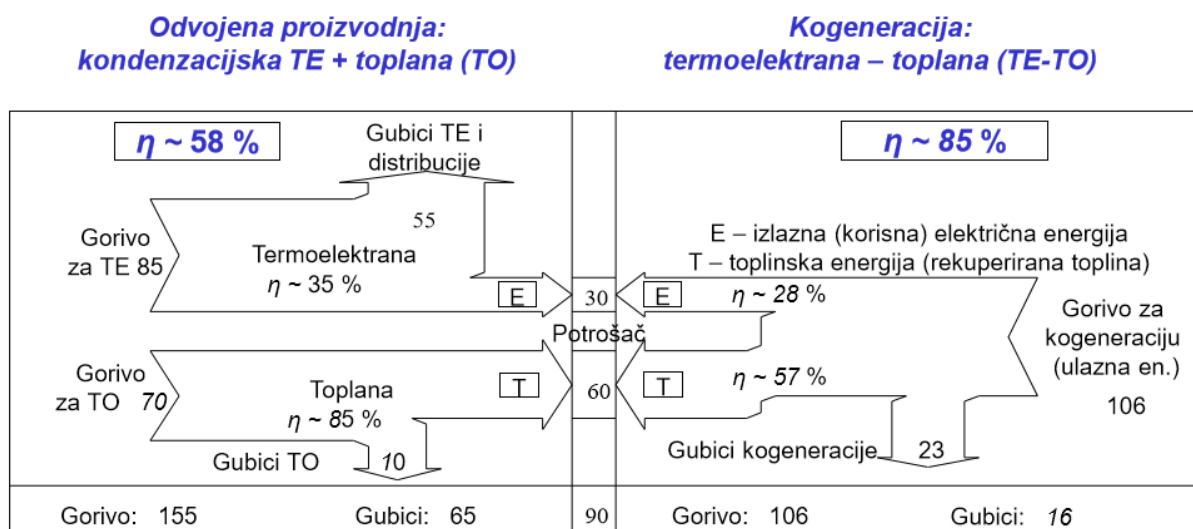 Odvojena proizvodnja:
kondenzacijska TE + toplana (TO)
Kogeneracija:
termoelektrana – toplana (TE-TO)
η ~ 58 %
Gubici TE i
distribucije
55
Gorivo
za TE 85
Termoelektrana
η ~ 35 %
E
30
Potrošač
Gorivo
za TO 70
Toplana
η ~ 85 %
T
60
Gubici TO 10
η ~ 85 %
E – izlazna (korisna) električna energija
T – toplinska energija (rekuperirana toplina)
E
η ~ 28 %
T
η ~ 57 %
Gorivo za
kogeneraciju
(ulazna en.)
106
Gubici kogeneracije 23
Gorivo: 155 Gubici: 65 90 Gorivo: 106 Gubici: 16